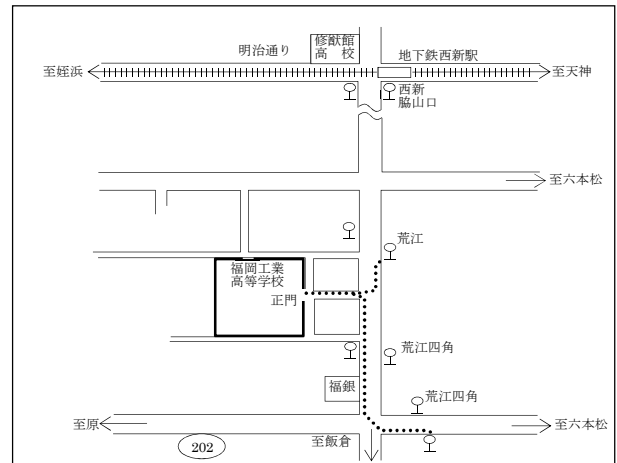 修猷館
高　校
明治通り
地下鉄西新駅
至姪浜
至天神
西新
脇山口
至六本松
荒江
福岡工業
高等学校
正門
荒江四角
福銀
荒江四角
至原
至六本松
至飯倉
202